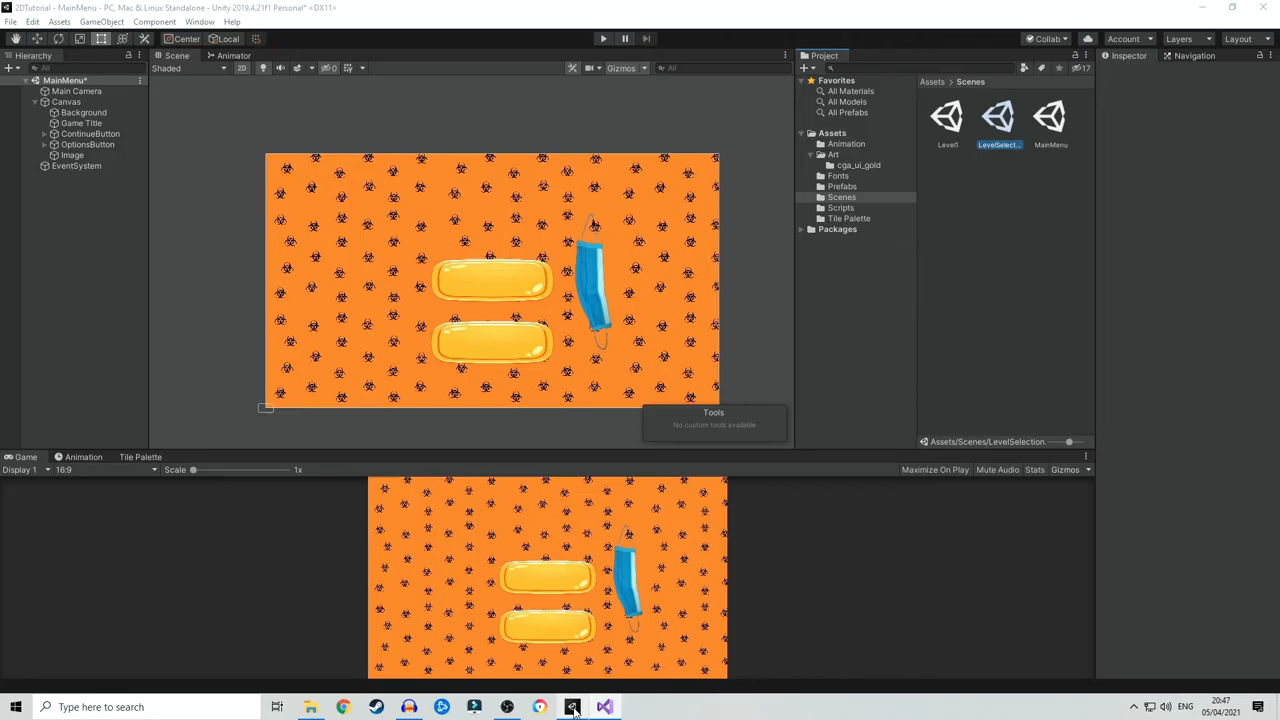 2DTutorial - MainMenu - PC, Mac & Linux Standalone - Unity 2019.4.21f1 Personal* <DX11>
File Edit Assets GameObject Component Window Help
Center Local Collab Account Layers Layout
Hierarchy Scene Animator Project Inspector Navigation
All Shaded 2D 0 Gizmos All 17
MainMenu*
Main Camera
Canvas
Background
Game Title
ContinueButton
OptionsButton
Image
EventSystem
Favorites
All Materials
All Models
All Prefabs
Assets
Animation
Art
cga_ui_gold
Fonts
Prefabs
Scenes
Scripts
Tile Palette
Packages
Assets Scenes
Level1 LevelSelect... MainMenu
Tools
No custom tools available
Assets/Scenes/LevelSelection.
Game Animation Tile Palette
Display 1 16:9 Scale 1x Maximize On Play Mute Audio Stats Gizmos
Type here to search
ENG
20:47
05/04/2021